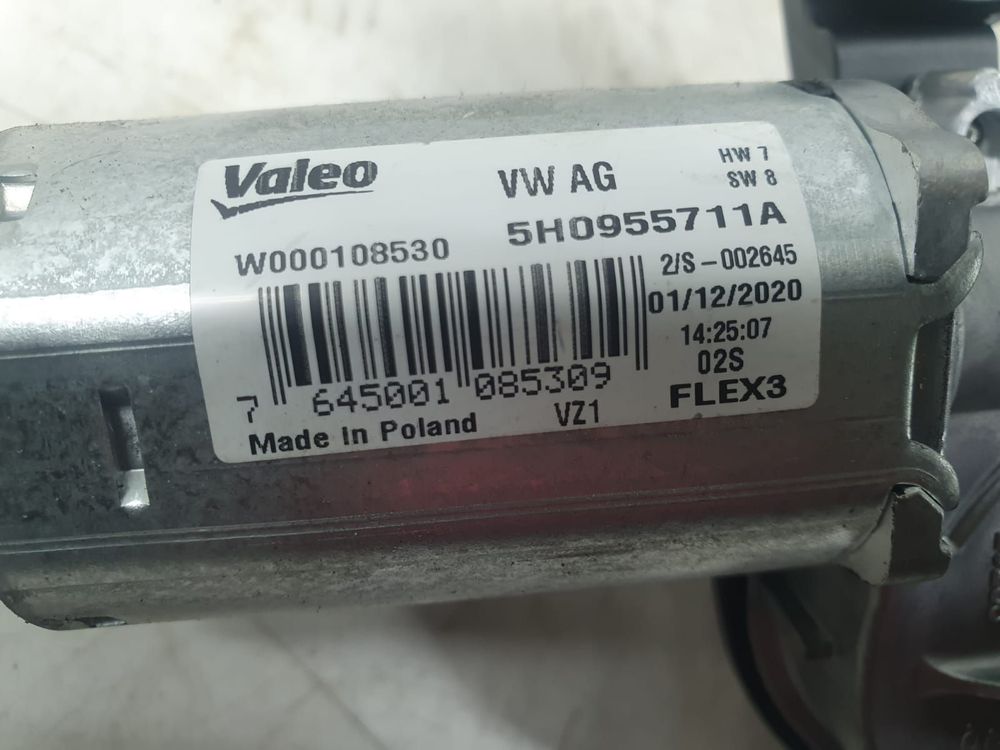 Valeo
VW AG
HW 7
SW 8
W000108530
5H0955711A
2/S-002645
01/12/2020
14:25:07
02S
7 645001 085309
VZ1
FLEX3
Made in Poland